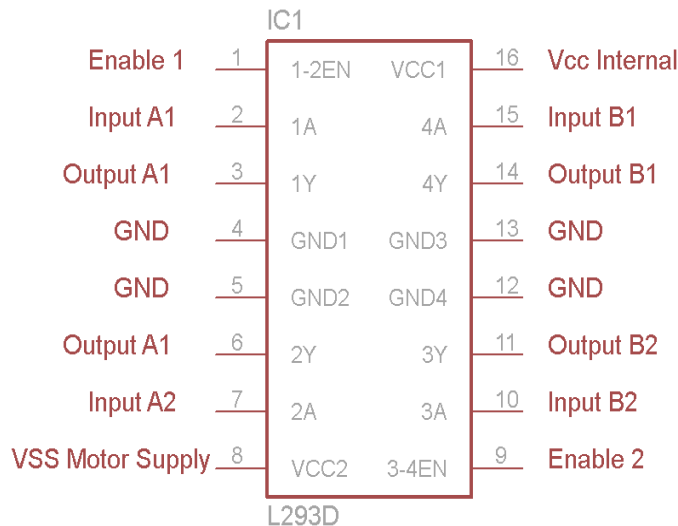 IC1
Enable 1 1 1-2EN VCC1 16 Vcc Internal
Input A1 2 1A 4A 15 Input B1
Output A1 3 1Y 4Y 14 Output B1
GND 4 GND1 GND3 13 GND
GND 5 GND2 GND4 12 GND
Output A1 6 2Y 3Y 11 Output B2
Input A2 7 2A 3A 10 Input B2
VSS Motor Supply 8 VCC2 3-4EN 9 Enable 2
L293D